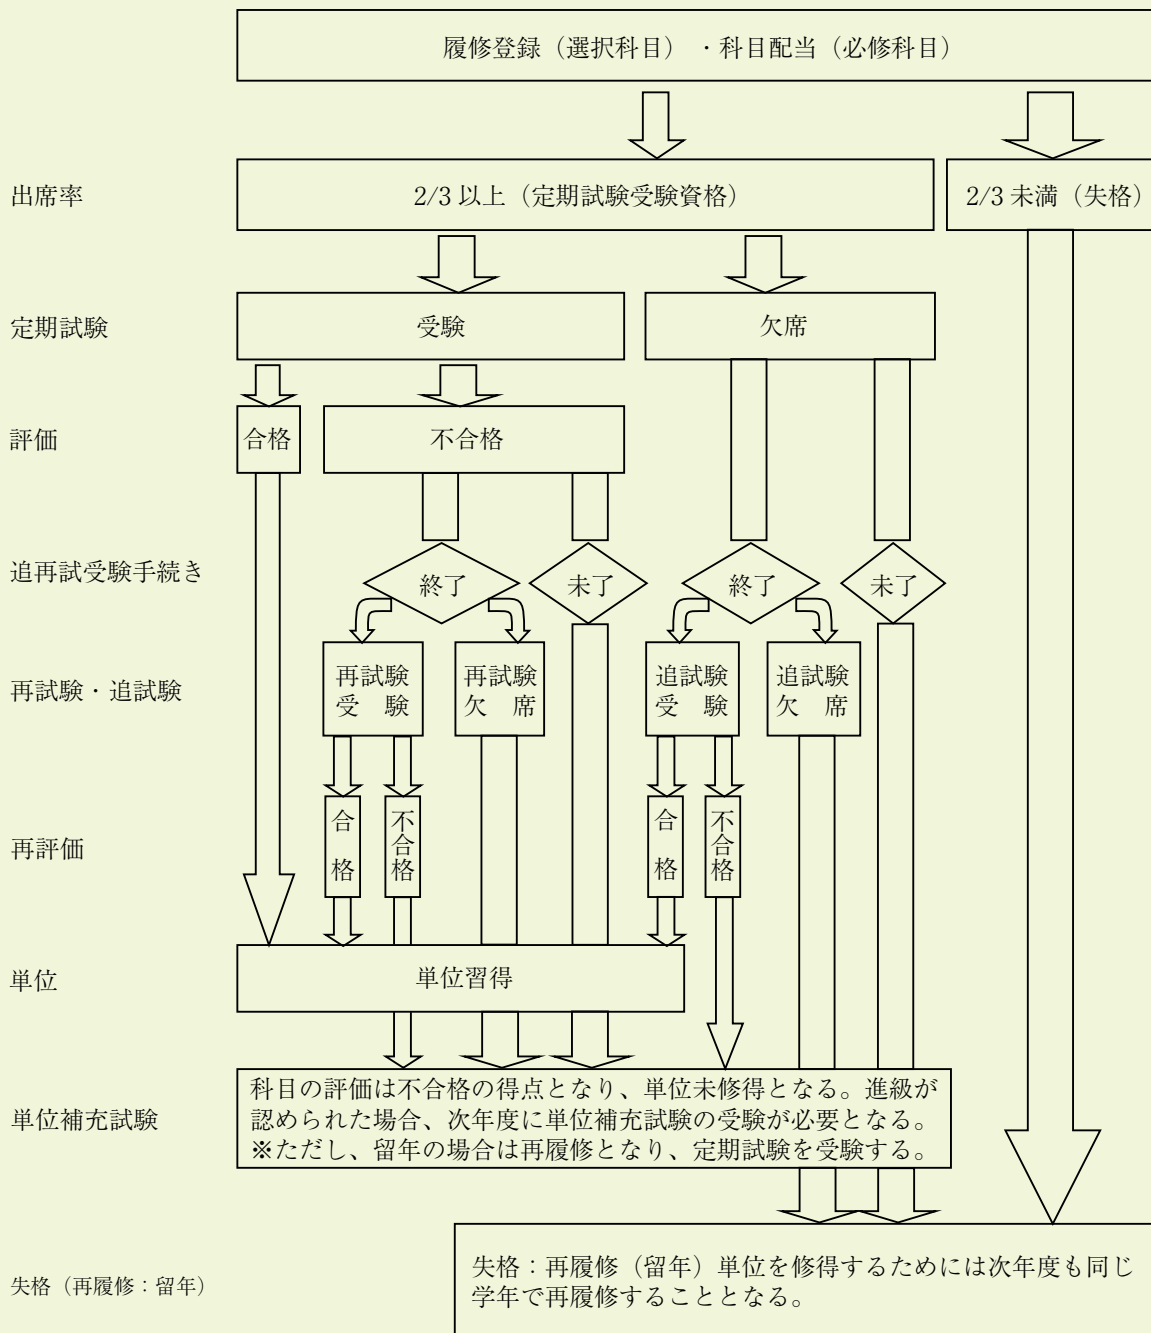 履修登録（選択科目）・科目配当（必修科目）
出席率
2/3 以上（定期試験受験資格）
2/3 未満（失格）
定期試験
受験
欠席
評価
合格
不合格
追再試受験手続き
終了
未了
終了
未了
再試験・追試験
再試験
受　験
再試験
欠　席
追試験
受　験
追試験
欠　席
再評価
合格
不合格
合格
不合格
単位
単位習得
単位補充試験
科目の評価は不合格の得点となり、単位未修得となる。進級が
認められた場合、次年度に単位補充試験の受験が必要となる。
※ただし、留年の場合は再履修となり、定期試験を受験する。
失格（再履修：留年）
失格：再履修（留年）単位を修得するためには次年度も同じ
学年で再履修することとなる。